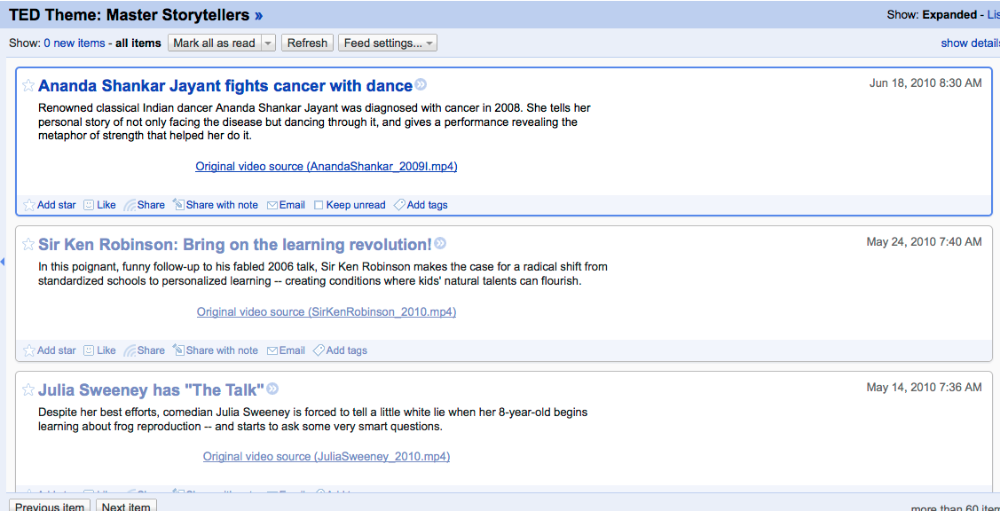 TED Theme: Master Storytellers »
Show: Expanded - Lis
Show: 0 new items - all items Mark all as read Refresh Feed settings... show details
Ananda Shankar Jayant fights cancer with dance » Jun 18, 2010 8:30 AM
Renowned classical Indian dancer Ananda Shankar Jayant was diagnosed with cancer in 2008. She tells her
personal story of not only facing the disease but dancing through it, and gives a performance revealing the
metaphor of strength that helped her do it.
Original video source (AnandaShankar_2009I.mp4)
Add star Like Share Share with note Email Keep unread Add tags
Sir Ken Robinson: Bring on the learning revolution! » May 24, 2010 7:40 AM
In this poignant, funny follow-up to his fabled 2006 talk, Sir Ken Robinson makes the case for a radical shift from
standardized schools to personalized learning -- creating conditions where kids' natural talents can flourish.
Original video source (SirKenRobinson_2010.mp4)
Add star Like Share Share with note Email Add tags
Julia Sweeney has "The Talk" » May 14, 2010 7:36 AM
Despite her best efforts, comedian Julia Sweeney is forced to tell a little white lie when her 8-year-old begins
learning about frog reproduction -- and starts to ask some very smart questions.
Original video source (JuliaSweeney_2010.mp4)
Previous item Next item more than 60 item